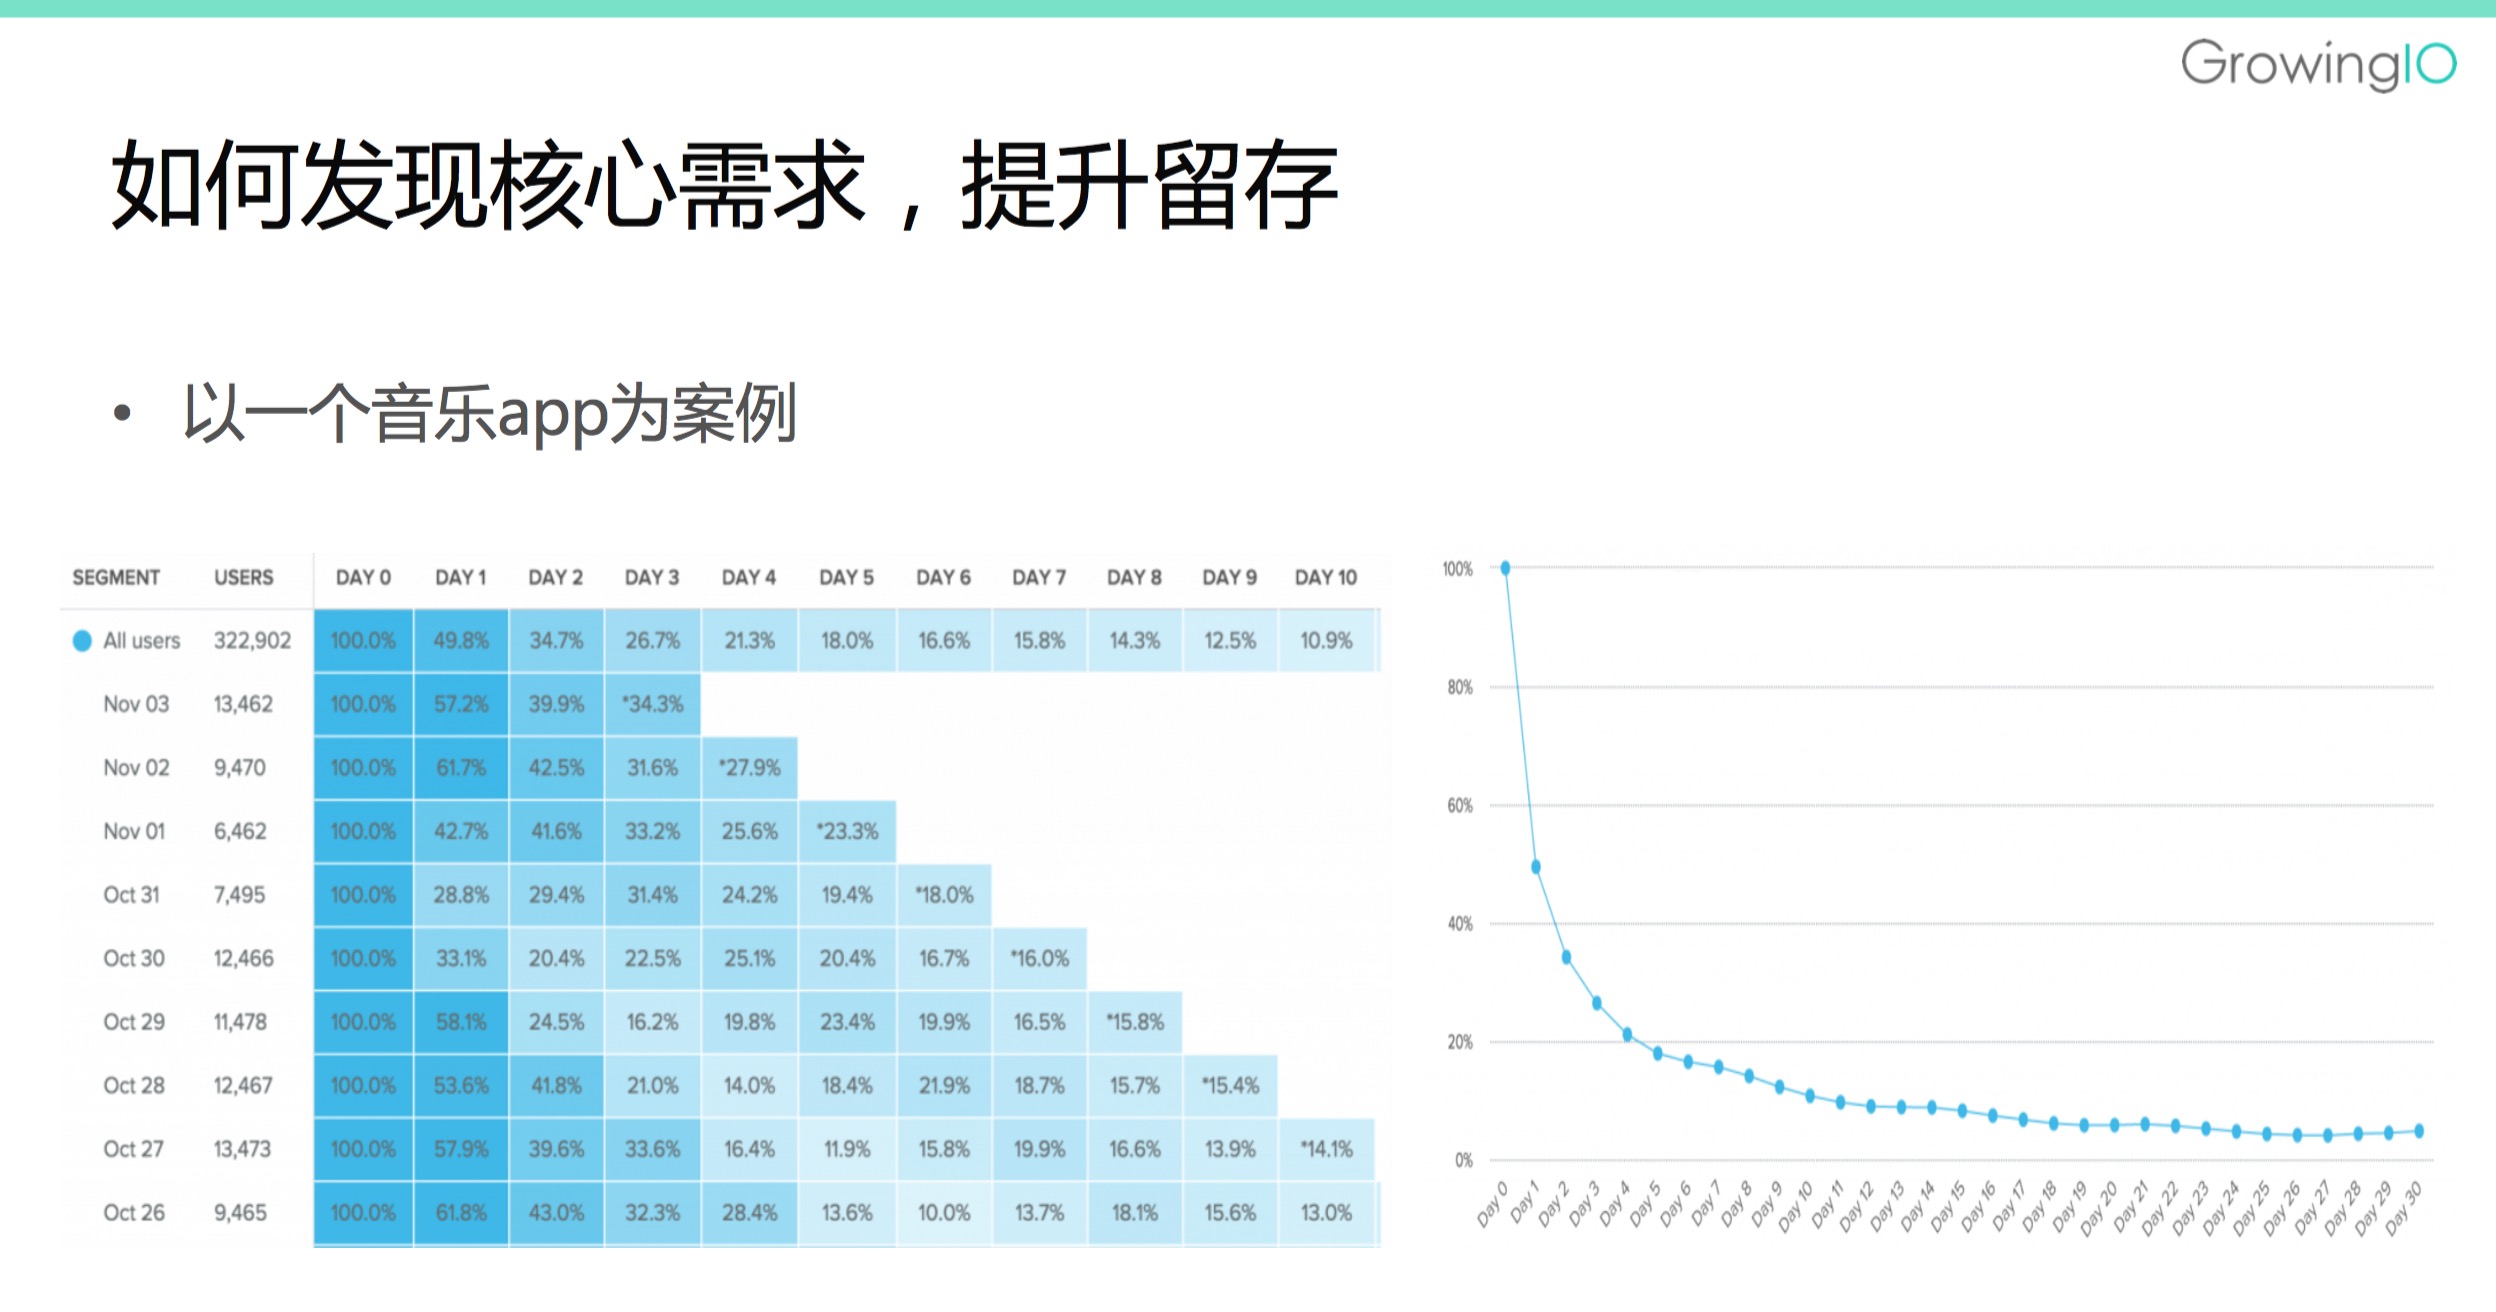 GrowingIO
如何发现核心需求，提升留存
• 以一个音乐app为案例
SEGMENT USERS DAY 0 DAY 1 DAY 2 DAY 3 DAY 4 DAY 5 DAY 6 DAY 7 DAY 8 DAY 9 DAY 10
All users 322,902 100.0% 49.8% 34.7% 26.7% 21.3% 18.0% 16.6% 15.8% 14.3% 12.5% 10.9%
Nov 03 13,462 100.0% 57.2% 39.9% *34.3%
Nov 02 9,470 100.0% 61.7% 42.5% 31.6% *27.9%
Nov 01 6,462 100.0% 42.7% 41.6% 33.2% 25.6% *23.3%
Oct 31 7,495 100.0% 28.8% 29.4% 31.4% 24.2% 19.4% *18.0%
Oct 30 12,466 100.0% 33.1% 20.4% 22.5% 25.1% 20.4% 16.7% *16.0%
Oct 29 11,478 100.0% 58.1% 24.5% 16.2% 19.8% 23.4% 19.9% 16.5% *15.8%
Oct 28 12,467 100.0% 53.6% 41.8% 21.0% 14.0% 18.4% 21.9% 18.7% 15.7% *15.4%
Oct 27 13,473 100.0% 57.9% 39.6% 33.6% 16.4% 11.9% 15.8% 19.9% 16.6% 13.9% *14.1%
Oct 26 9,465 100.0% 61.8% 43.0% 32.3% 28.4% 13.6% 10.0% 13.7% 18.1% 15.6% 13.0%
100%
80%
60%
40%
20%
0%
Day 0 Day 1 Day 2 Day 3 Day 4 Day 5 Day 6 Day 7 Day 8 Day 9 Day 10 Day 11 Day 12 Day 13 Day 14 Day 15 Day 16 Day 17 Day 18 Day 19 Day 20 Day 21 Day 22 Day 23 Day 24 Day 25 Day 26 Day 27 Day 28 Day 29 Day 30